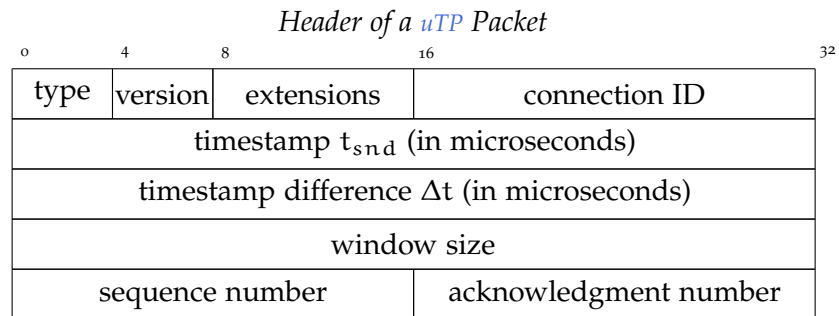 Header of a uTP Packet
0 4 8 16 32
type version extensions connection ID
timestamp t_snd (in microseconds)
timestamp difference Δt (in microseconds)
window size
sequence number acknowledgment number